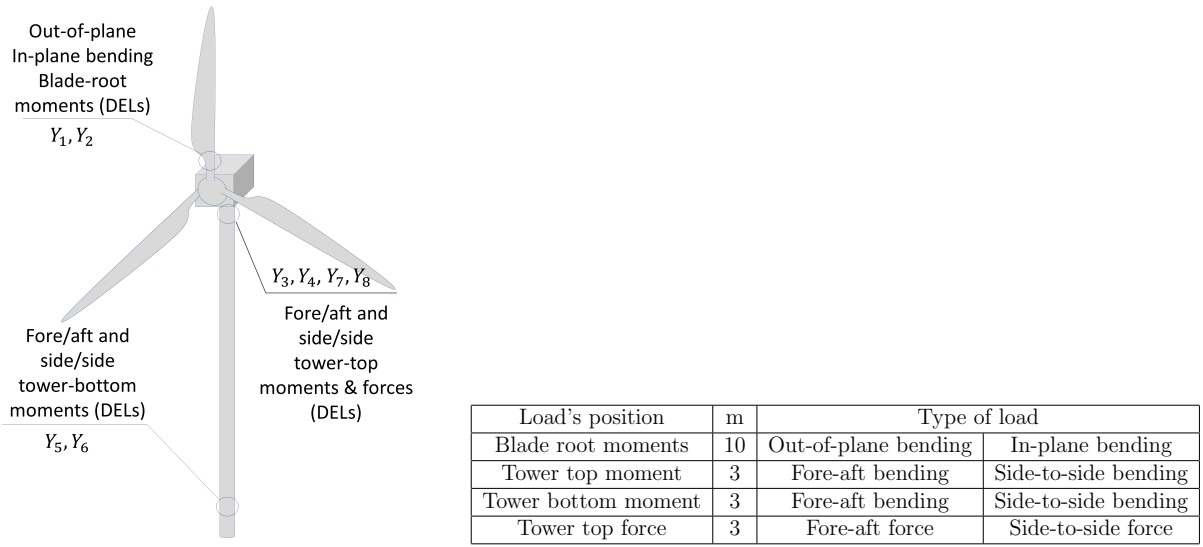 Out-of-plane
In-plane bending
Blade-root
moments (DELs)
Y₁, Y₂
Y₃, Y₄, Y₇, Y₈
Fore/aft and
side/side
tower-top
moments & forces
(DELs)
Fore/aft and
side/side
tower-bottom
moments (DELs)
Y₅, Y₆
Load's position m Type of load
Blade root moments 10 Out-of-plane bending In-plane bending
Tower top moment 3 Fore-aft bending Side-to-side bending
Tower bottom moment 3 Fore-aft bending Side-to-side bending
Tower top force 3 Fore-aft force Side-to-side force